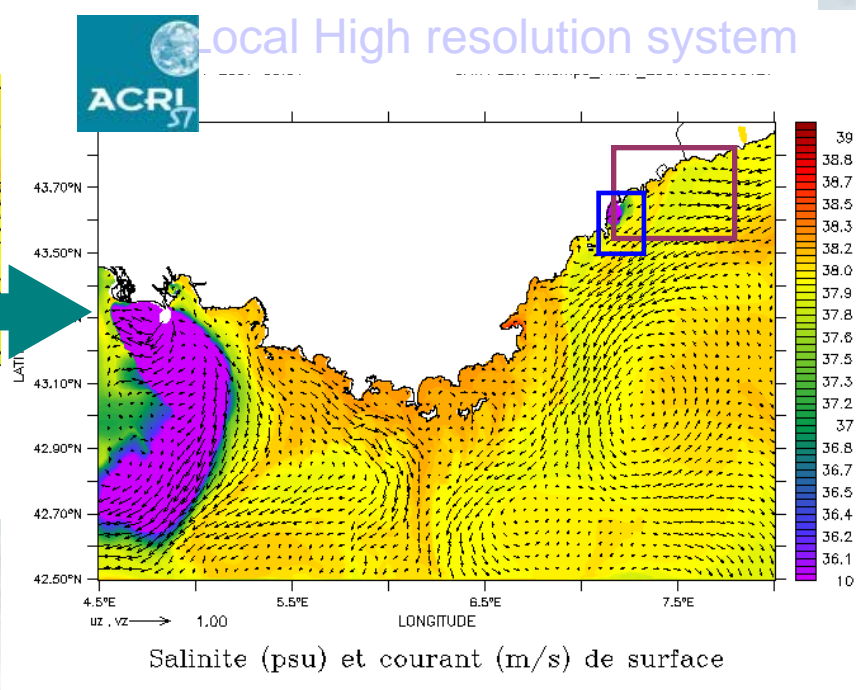 Local High resolution system
ACRI
ST
39
38.8
38.7
38.5
38.3
38.2
38.0
37.9
37.8
37.6
37.5
37.3
37.2
37
36.8
36.7
36.5
36.4
36.2
36.1
10
43.70°N
43.50°N
43.10°N
42.90°N
42.70°N
42.50°N
LATI
4.5°E
5.5°E
6.5°E
7.5°E
uz , vz 1.00
LONGITUDE
Salinite (psu) et courant (m/s) de surface